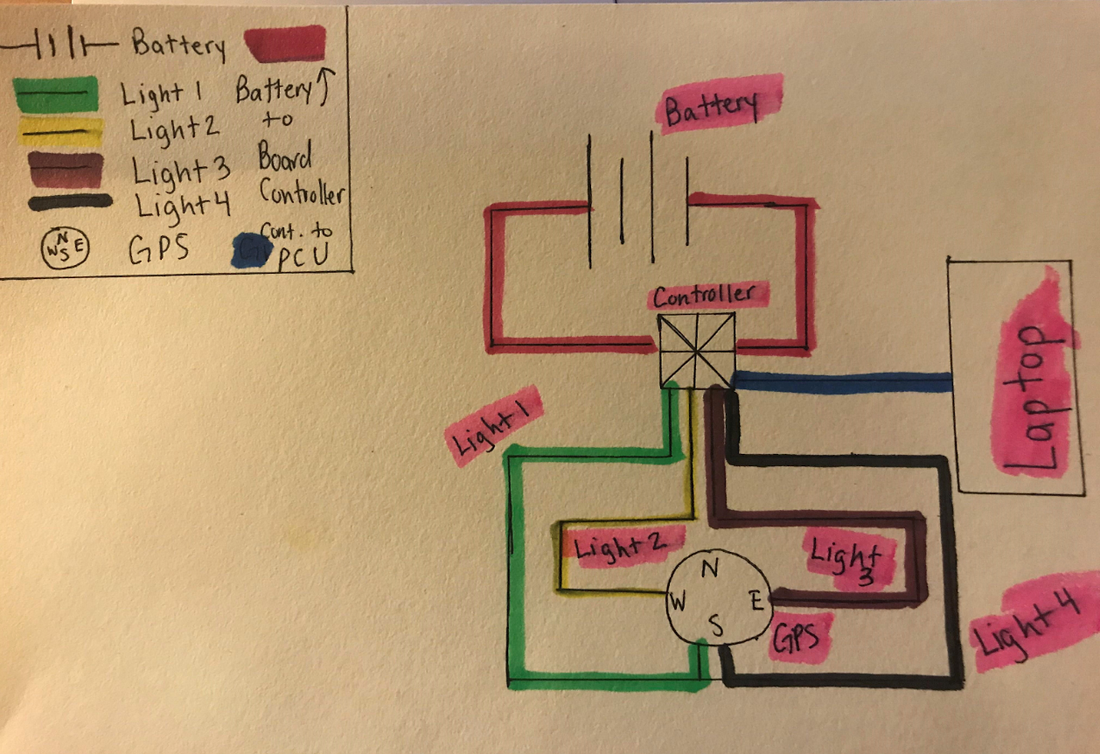 Battery
Light 1 Battery ↑
Light 2 to
Light 3 Board
Light 4 Controller
N
W E
S
GPS Cont. to
PCU
Battery
Controller
Laptop
Light 1
Light 2
Light
3
N
W E
S
GPS
Light 4